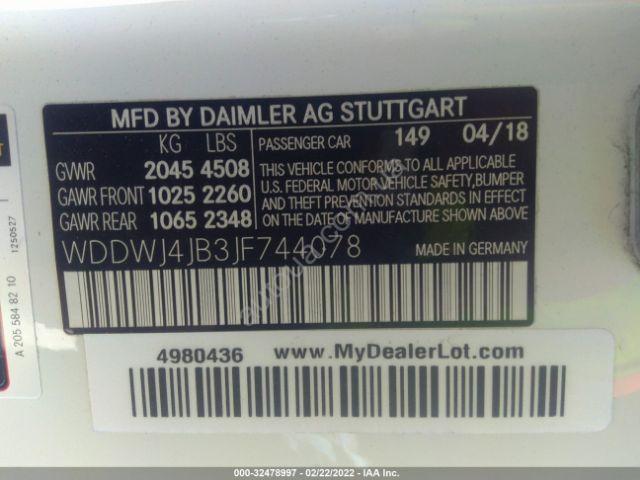 MFD BY DAIMLER AG STUTTGART
KG LBS PASSENGER CAR 149 04/18
GVWR 2045 4508
GAWR FRONT 1025 2260
GAWR REAR 1065 2348
THIS VEHICLE CONFORMS TO ALL APPLICABLE
U.S. FEDERAL MOTOR VEHICLE SAFETY, BUMPER
AND THEFT PREVENTION STANDARDS IN EFFECT
ON THE DATE OF MANUFACTURE SHOWN ABOVE.
WDDWJ4JB3JF744078 MADE IN GERMANY
4980436 www.MyDealerLot.com
A 205 584 82 10 1250527
000-32478997 - 02/22/2022 - IAAI.COM